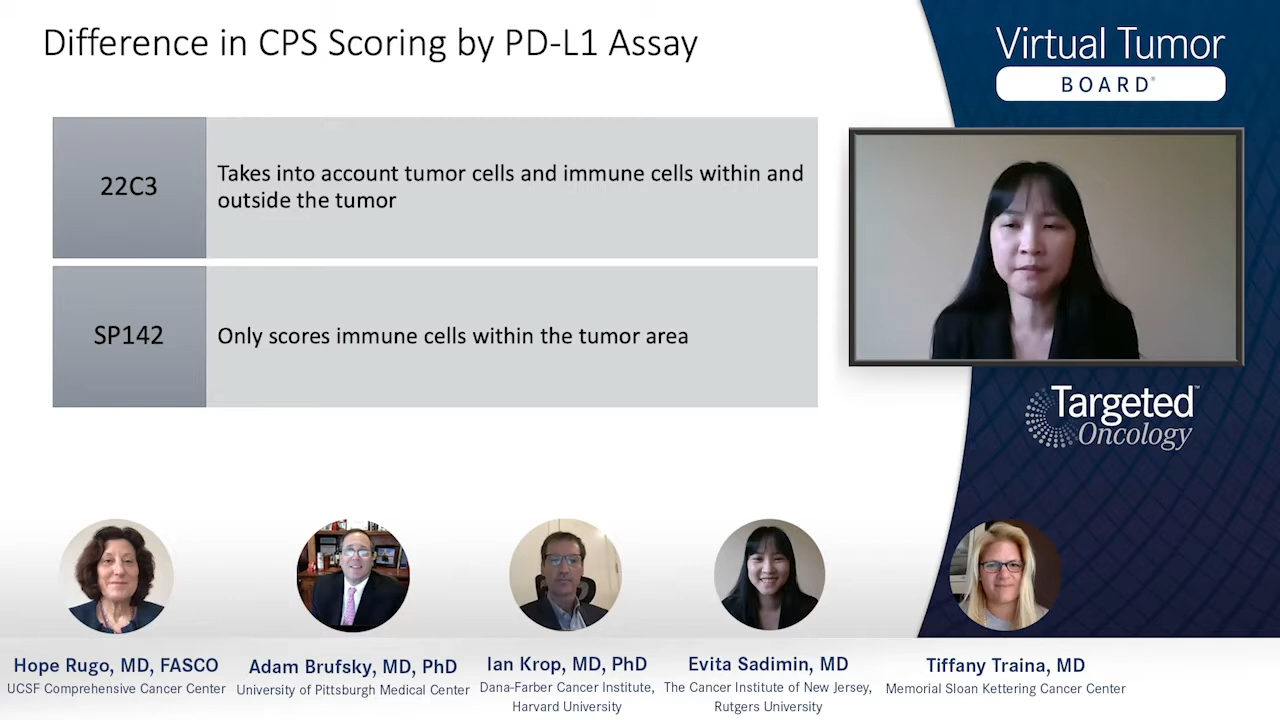 Difference in CPS Scoring by PD-L1 Assay
Virtual Tumor
BOARD®
22C3
Takes into account tumor cells and immune cells within and
outside the tumor
SP142
Only scores immune cells within the tumor area
Targeted™
Oncology
Hope Rugo, MD, FASCO
UCSF Comprehensive Cancer Center
Adam Brufsky, MD, PhD
University of Pittsburgh Medical Center
Ian Krop, MD, PhD
Dana-Farber Cancer Institute,
Harvard University
Evita Sadimin, MD
The Cancer Institute of New Jersey,
Rutgers University
Tiffany Traina, MD
Memorial Sloan Kettering Cancer Center